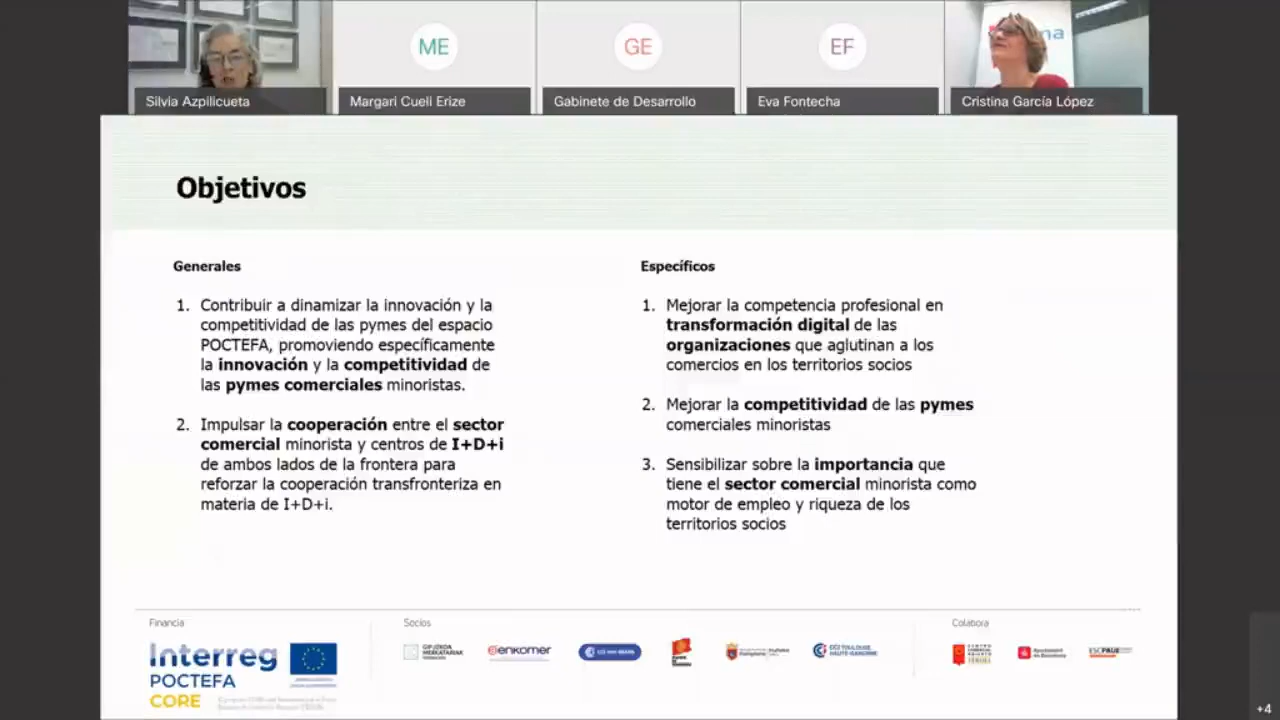 ME
GE
EF
Silvia Azpilicueta
Margari Cueli Erize
Gabinete de Desarrollo
Eva Fontecha
Cristina García López
Objetivos
Generales
1. Contribuir a dinamizar la innovación y la
competitividad de las pymes del espacio
POCTEFA, promoviendo específicamente
la innovación y la competitividad de
las pymes comerciales minoristas.
2. Impulsar la cooperación entre el sector
comercial minorista y centros de I+D+i
de ambos lados de la frontera para
reforzar la cooperación transfronteriza en
materia de I+D+i.
Específicos
1. Mejorar la competencia profesional en
transformación digital de las
organizaciones que aglutinan a los
comercios en los territorios socios
2. Mejorar la competitividad de las pymes
comerciales minoristas
3. Sensibilizar sobre la importancia que
tiene el sector comercial minorista como
motor de empleo y riqueza de los
territorios socios
Financia
Interreg
POCTEFA
CORE
Socios
enkomer
CCI TOULOUSE
HAUTE-GARONNE
Colabora
ESCPAU
+4